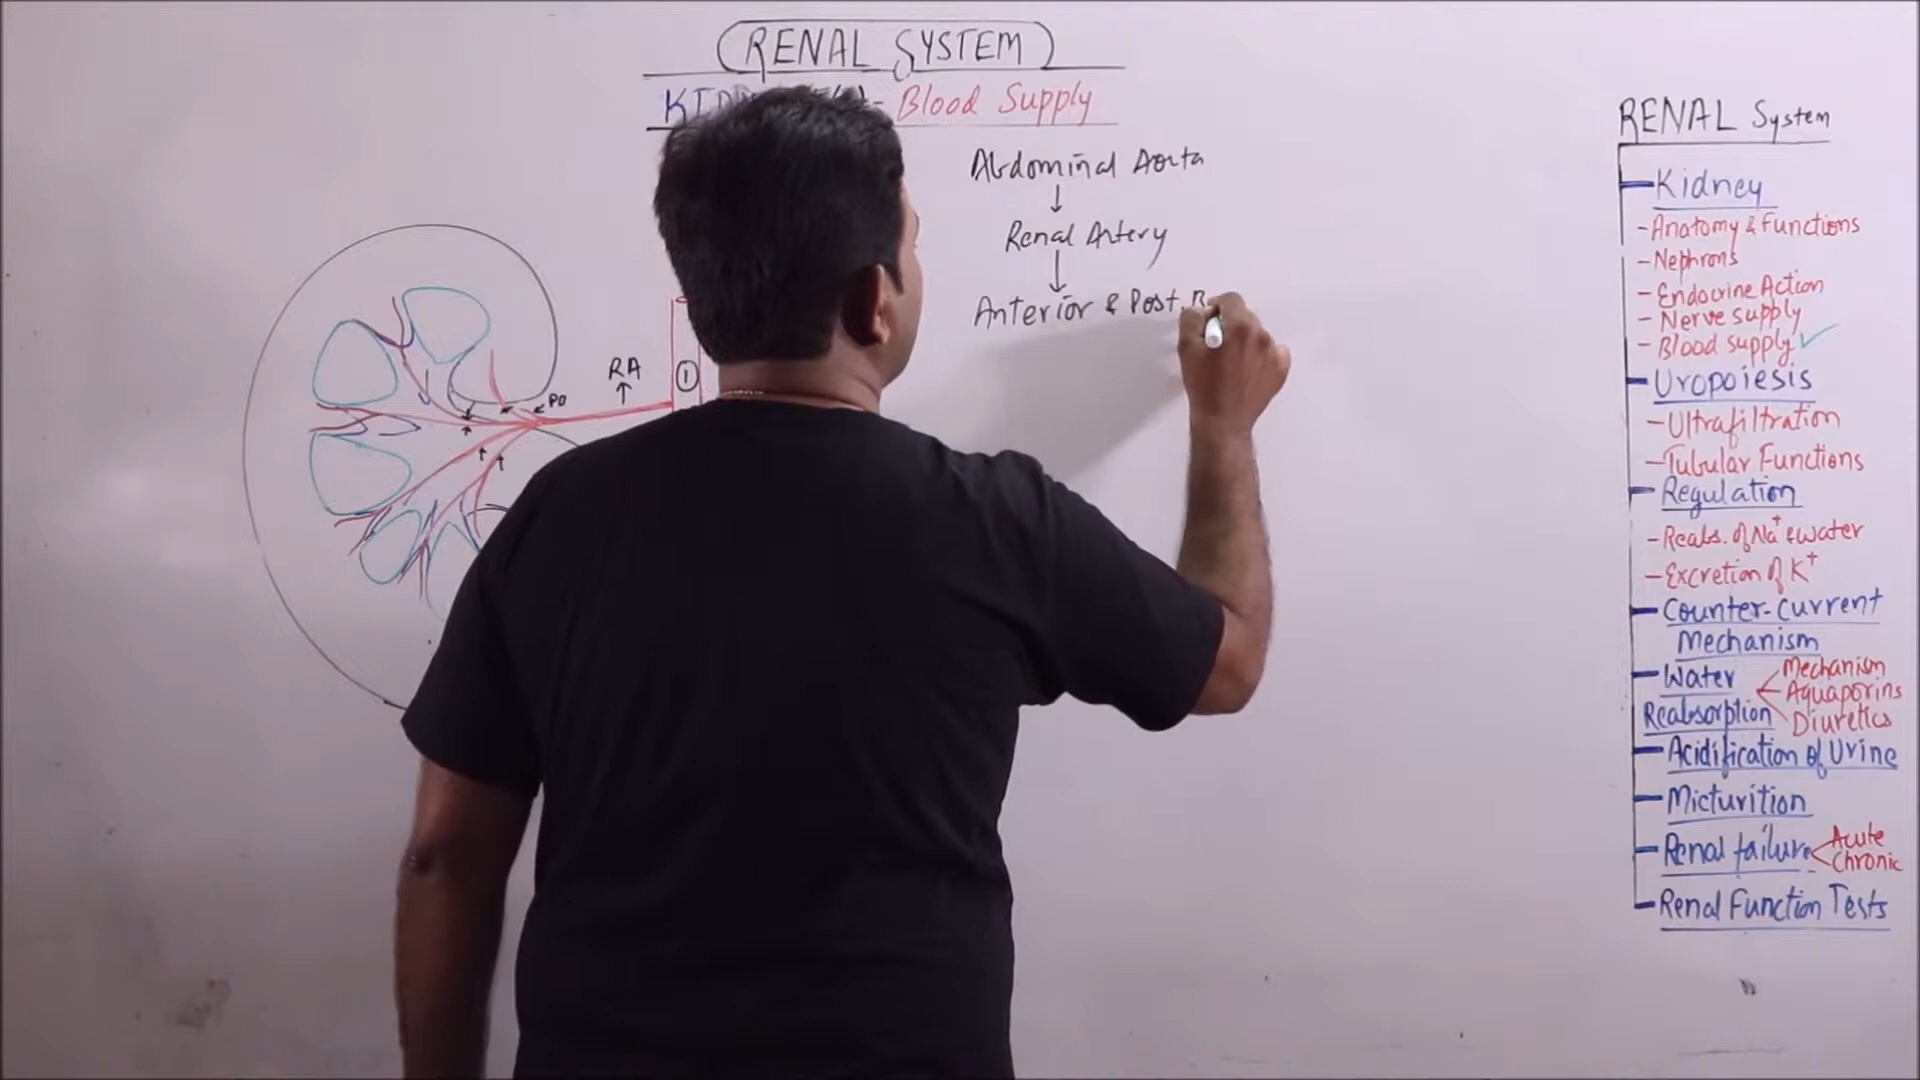 RENAL SYSTEM
Blood Supply
Abdominal Aorta
Renal Artery
Anterior & Post.
RA
1
PD
RENAL System
Kidney
-Anatomy & Functions
-Nephrons
-Endocrine Action
-Nerve supply
-Blood supply✓
Uropoiesis
-Ultrafiltration
-Tubular Functions
Regulation
-Reabs. of Na+ & water
-Excretion of K+
Counter-current
Mechanism
Water
Reabsorption
Mechanism
Aquaporins
Diuretics
Acidification of Urine
Micturition
Renal failure
Acute
Chronic
Renal Function Tests